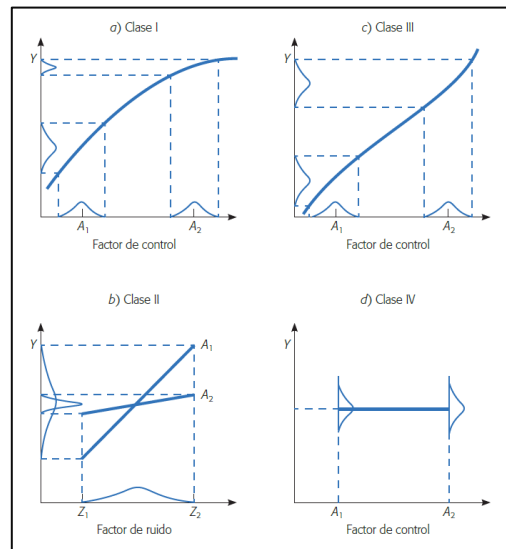 a) Clase I
Y
A1
A2
Factor de control
c) Clase III
Y
A1
A2
Factor de control
b) Clase II
Y
A1
A2
Z1
Z2
Factor de ruido
d) Clase IV
Y
A1
A2
Factor de control